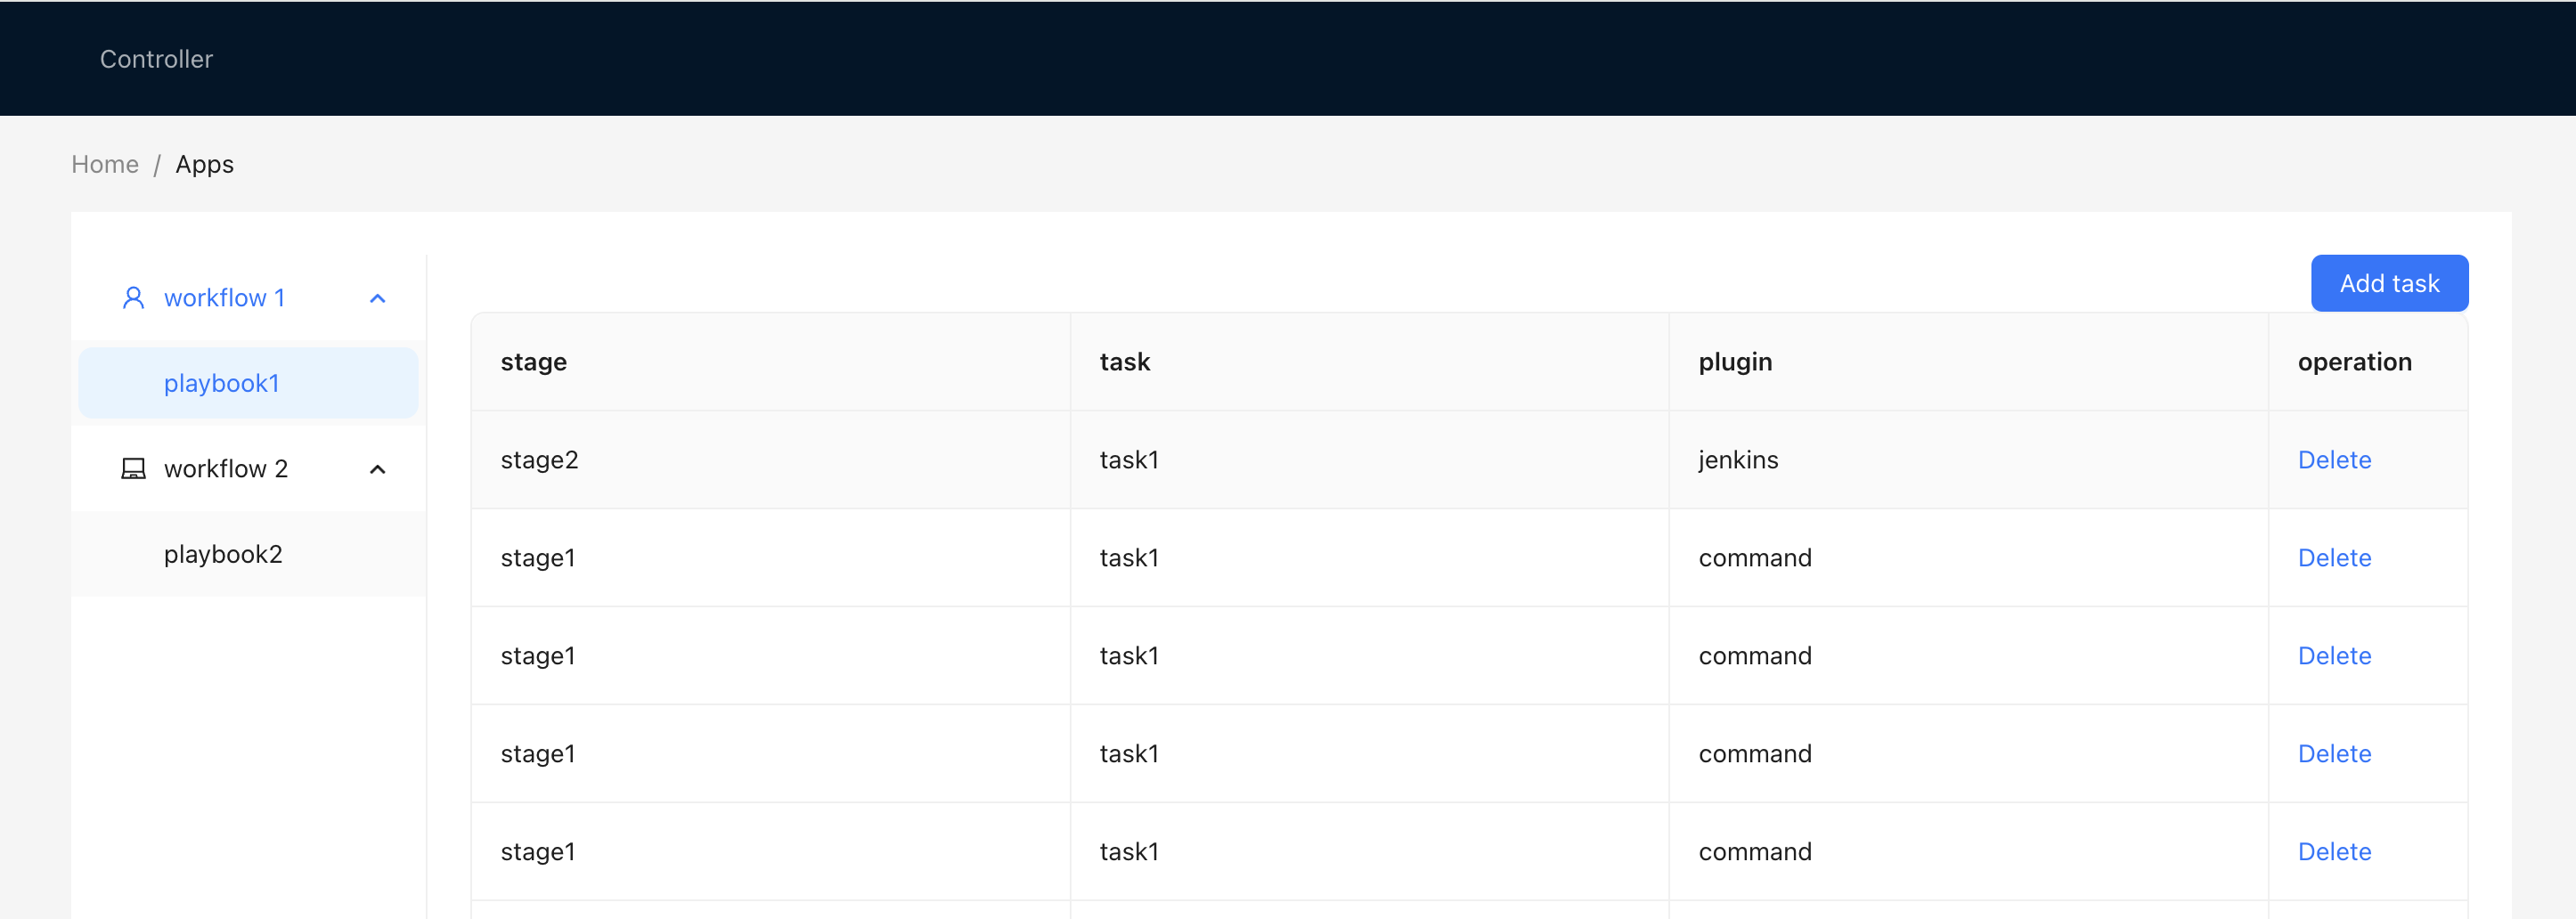 Controller
Home / Apps
workflow 1
playbook1
workflow 2
playbook2
Add task
stage task plugin operation
stage2 task1 jenkins Delete
stage1 task1 command Delete
stage1 task1 command Delete
stage1 task1 command Delete
stage1 task1 command Delete